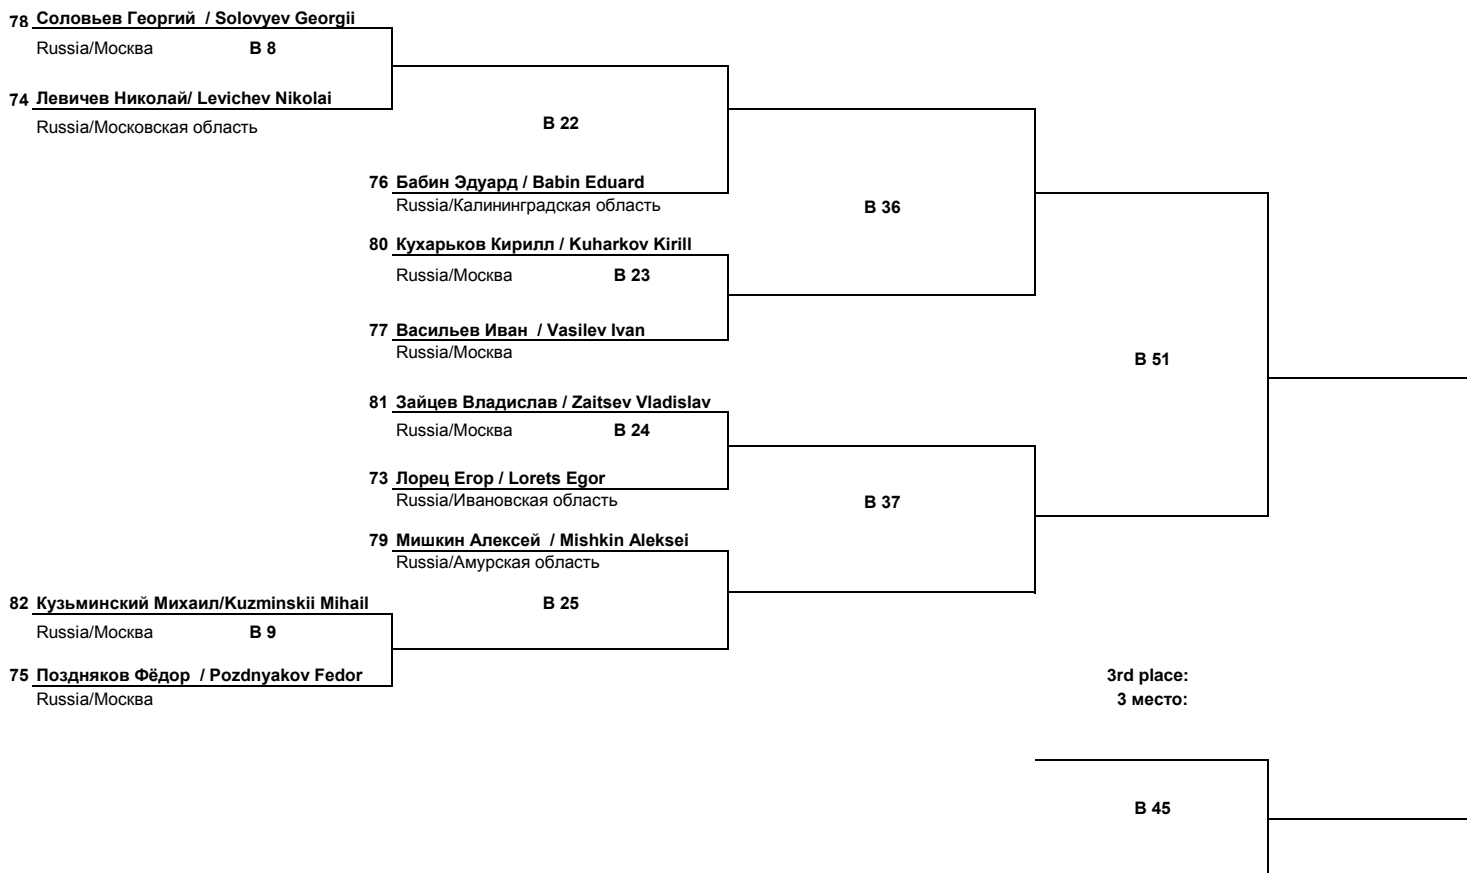 78 Соловьев Георгий / Solovyev Georgii
Russia/Москва B 8
74 Левичев Николай/ Levichev Nikolai
Russia/Московская область
B 22
76 Бабин Эдуард / Babin Eduard
Russia/Калининградская область
B 36
80 Кухарьков Кирилл / Kuharkov Kirill
Russia/Москва B 23
77 Васильев Иван / Vasilev Ivan
Russia/Москва
B 51
81 Зайцев Владислав / Zaitsev Vladislav
Russia/Москва B 24
73 Лорец Егор / Lorets Egor
Russia/Ивановская область
B 37
79 Мишкин Алексей / Mishkin Aleksei
Russia/Амурская область
82 Кузьминский Михаил/Kuzminskii Mihail
B 25
Russia/Москва B 9
75 Поздняков Фёдор / Pozdnyakov Fedor
Russia/Москва
3rd place:
3 место:
B 45